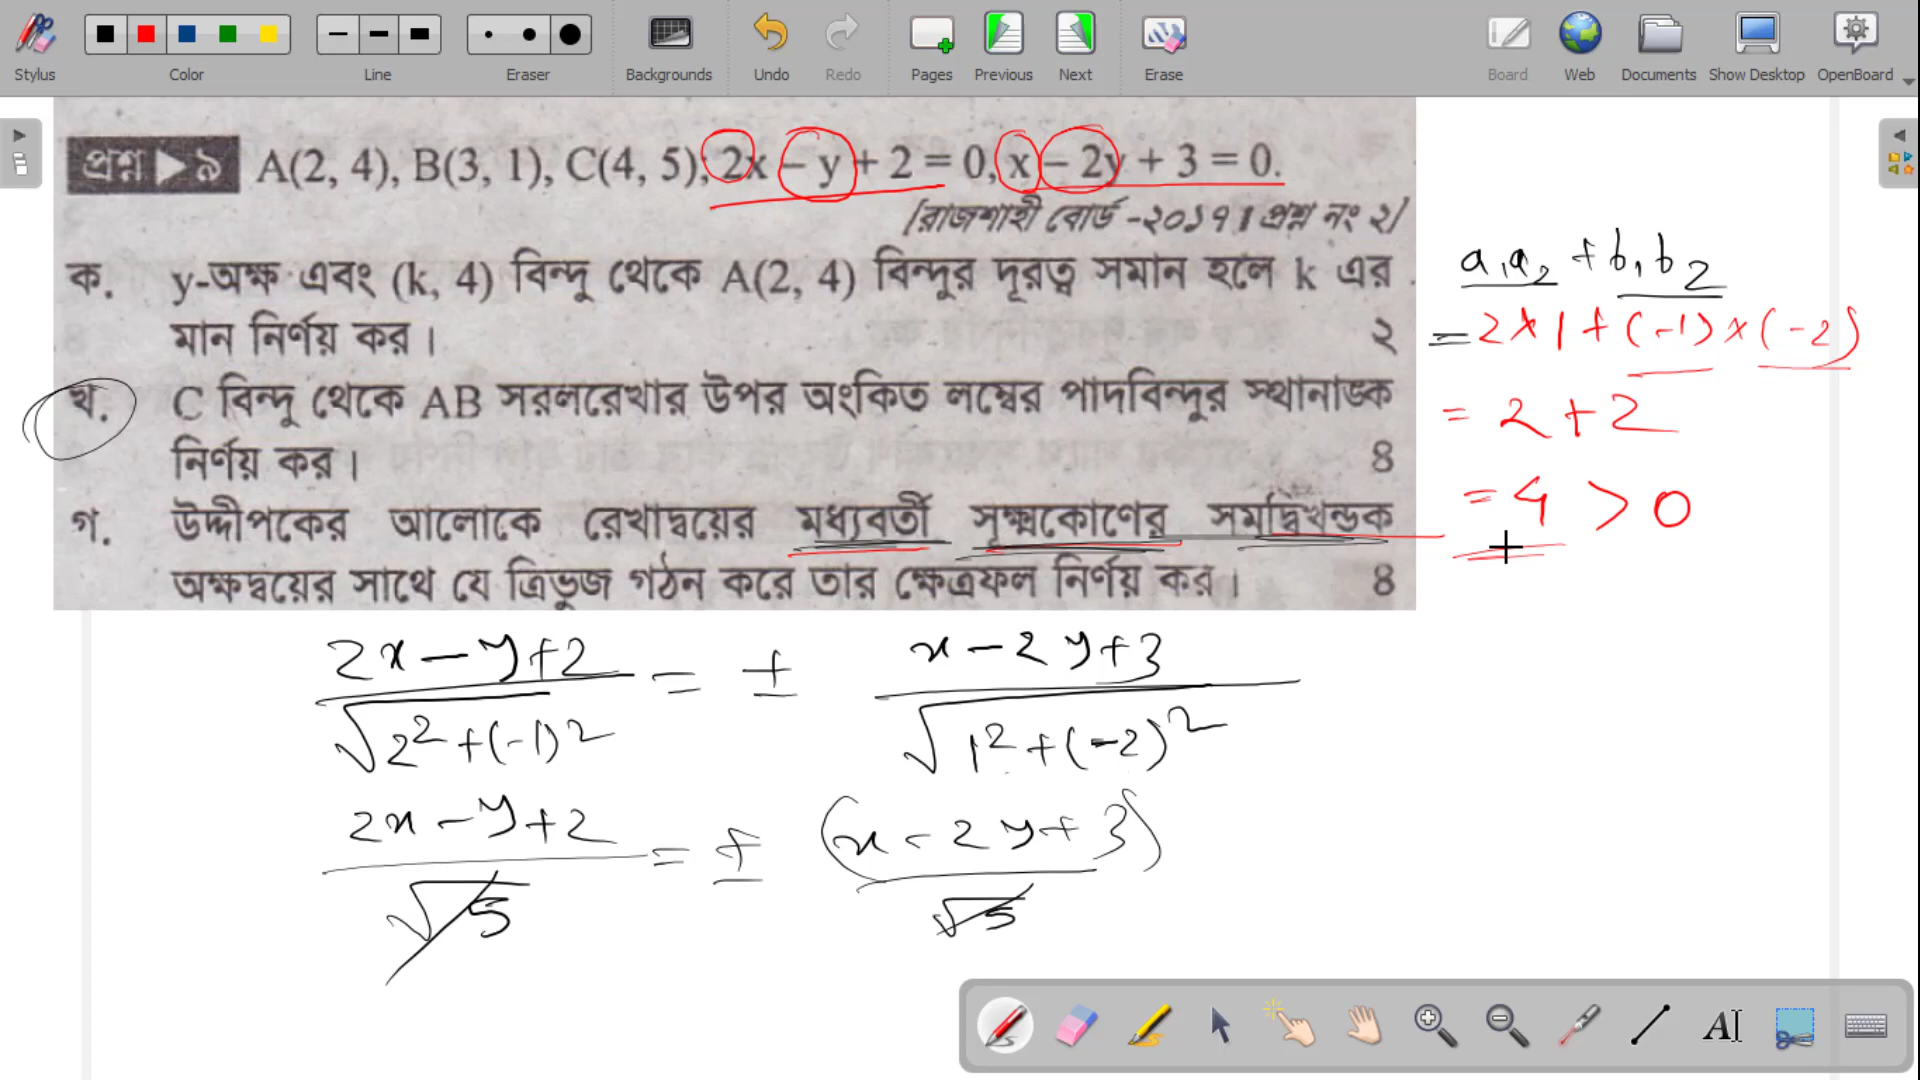 Stylus Color Line Eraser Backgrounds Undo Redo Pages Previous Next Erase Board Web Documents Show Desktop OpenBoard
প্রশ্ন ▶ ৯ A(2, 4), B(3, 1), C(4, 5); 2x – y + 2 = 0, x – 2y + 3 = 0.
[রাজশাহী বোর্ড -২০১৭ । প্রশ্ন নং ২]
ক. y-অক্ষ এবং (k, 4) বিন্দু থেকে A(2, 4) বিন্দুর দূরত্ব সমান হলে k এর
মান নির্ণয় কর। ২
খ. C বিন্দু থেকে AB সরলরেখার উপর অংকিত লম্বের পাদবিন্দুর স্থানাঙ্ক
নির্ণয় কর। ৪
গ. উদ্দীপকের আলোকে রেখাদ্বয়ের মধ্যবর্তী সূক্ষ্মকোণের সমদ্বিখন্ডক
অক্ষদ্বয়ের সাথে যে ত্রিভুজ গঠন করে তার ক্ষেত্রফল নির্ণয় কর। ৪
a₁a₂ + b₁b₂
= 2×1 + (-1) × (-2)
= 2 + 2
= 4 > 0
2x – y + 2 / √2² + (-1)² = ± x – 2y + 3 / √1² + (-2)²
2x – y + 2 / √5 = ± (x – 2y + 3) / √5